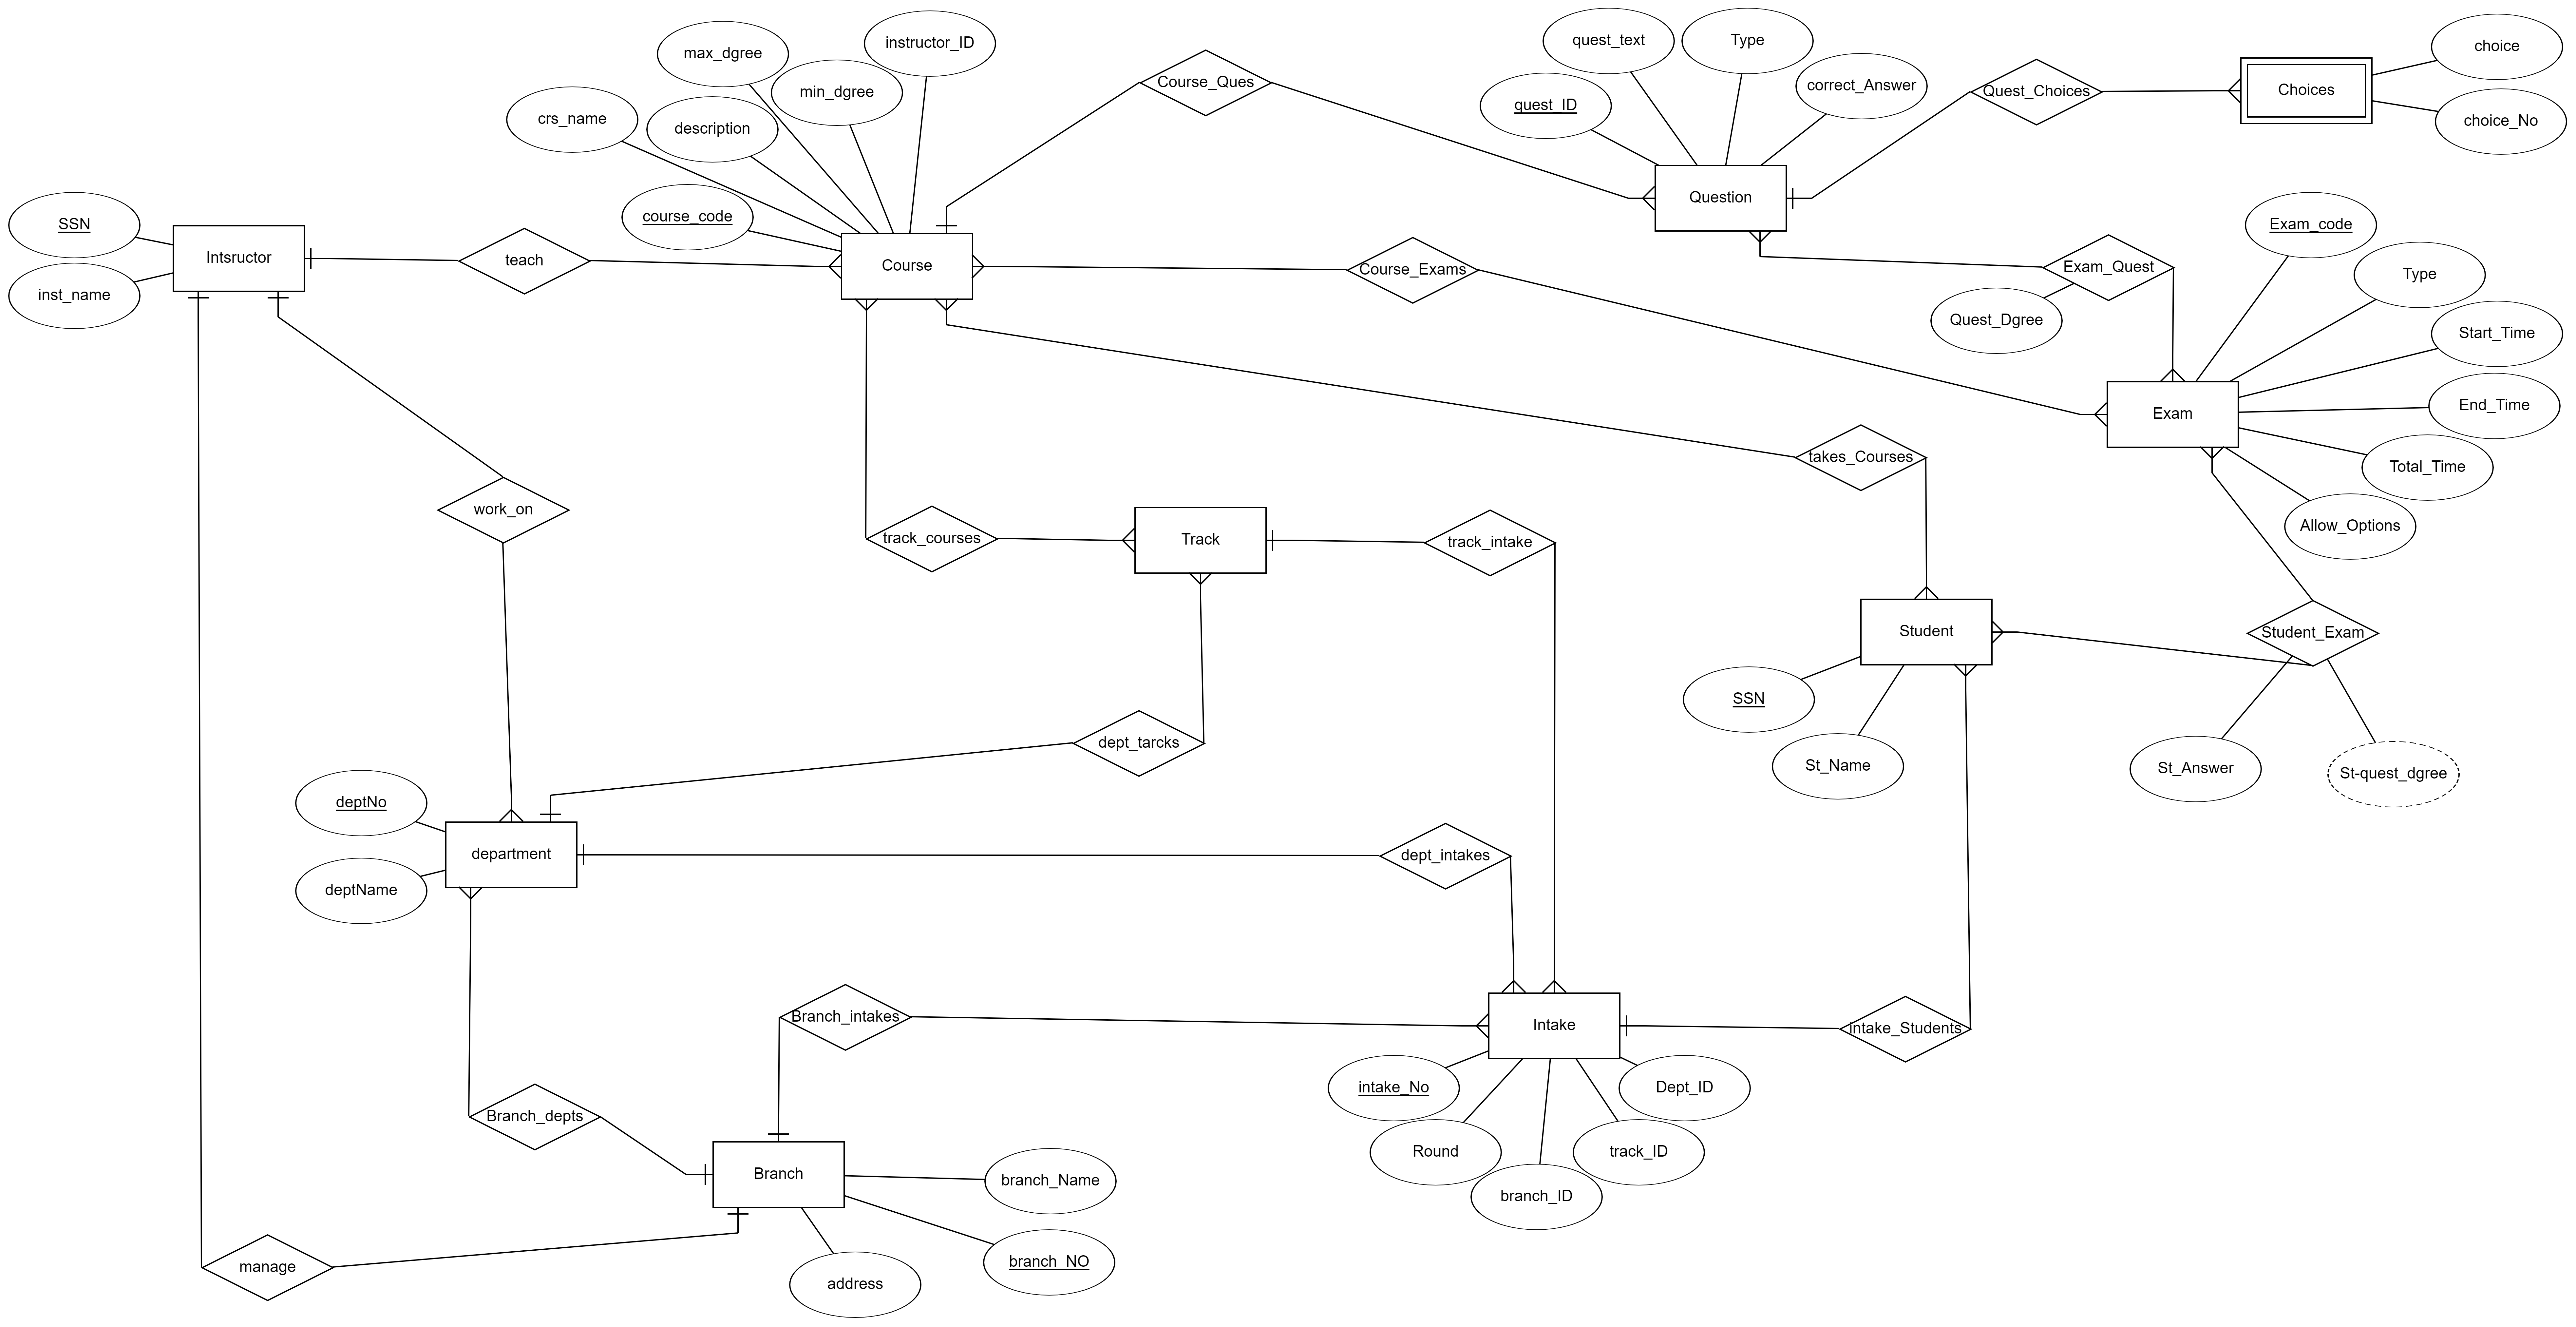 instructor_ID
max_dgree
min_dgree
crs_name
description
course_code
Course_Ques
quest_text
Type
quest_ID
correct_Answer
Quest_Choices
Choices
choice
choice_No
Question
SSN
inst_name
Intsructor
teach
Course
Course_Exams
Exam_Quest
Quest_Dgree
Exam_code
Type
Start_Time
End_Time
Total_Time
Allow_Options
Exam
takes_Courses
work_on
track_courses
Track
track_intake
Student
Student_Exam
SSN
St_Name
St_Answer
St-quest_dgree
dept_tarcks
deptNo
deptName
department
dept_intakes
Branch_intakes
Intake
intake_Students
intake_No
Dept_ID
Round
track_ID
branch_ID
Branch_depts
Branch
branch_Name
branch_NO
address
manage